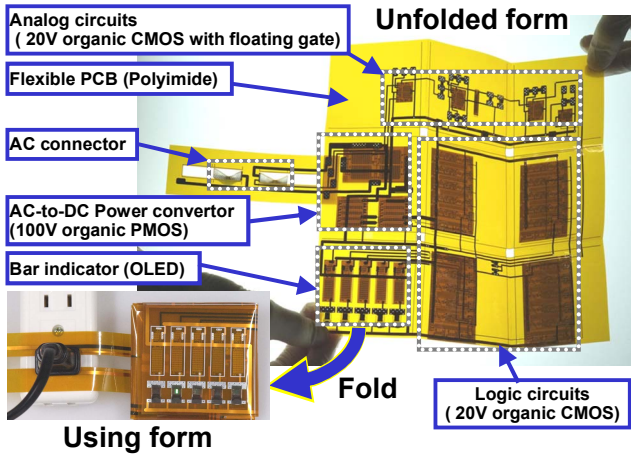 Analog circuits
( 20V organic CMOS with floating gate)
Unfolded form
Flexible PCB (Polyimide)
AC connector
AC-to-DC Power convertor
(100V organic PMOS)
Bar indicator (OLED)
Fold
Logic circuits
( 20V organic CMOS)
Using form